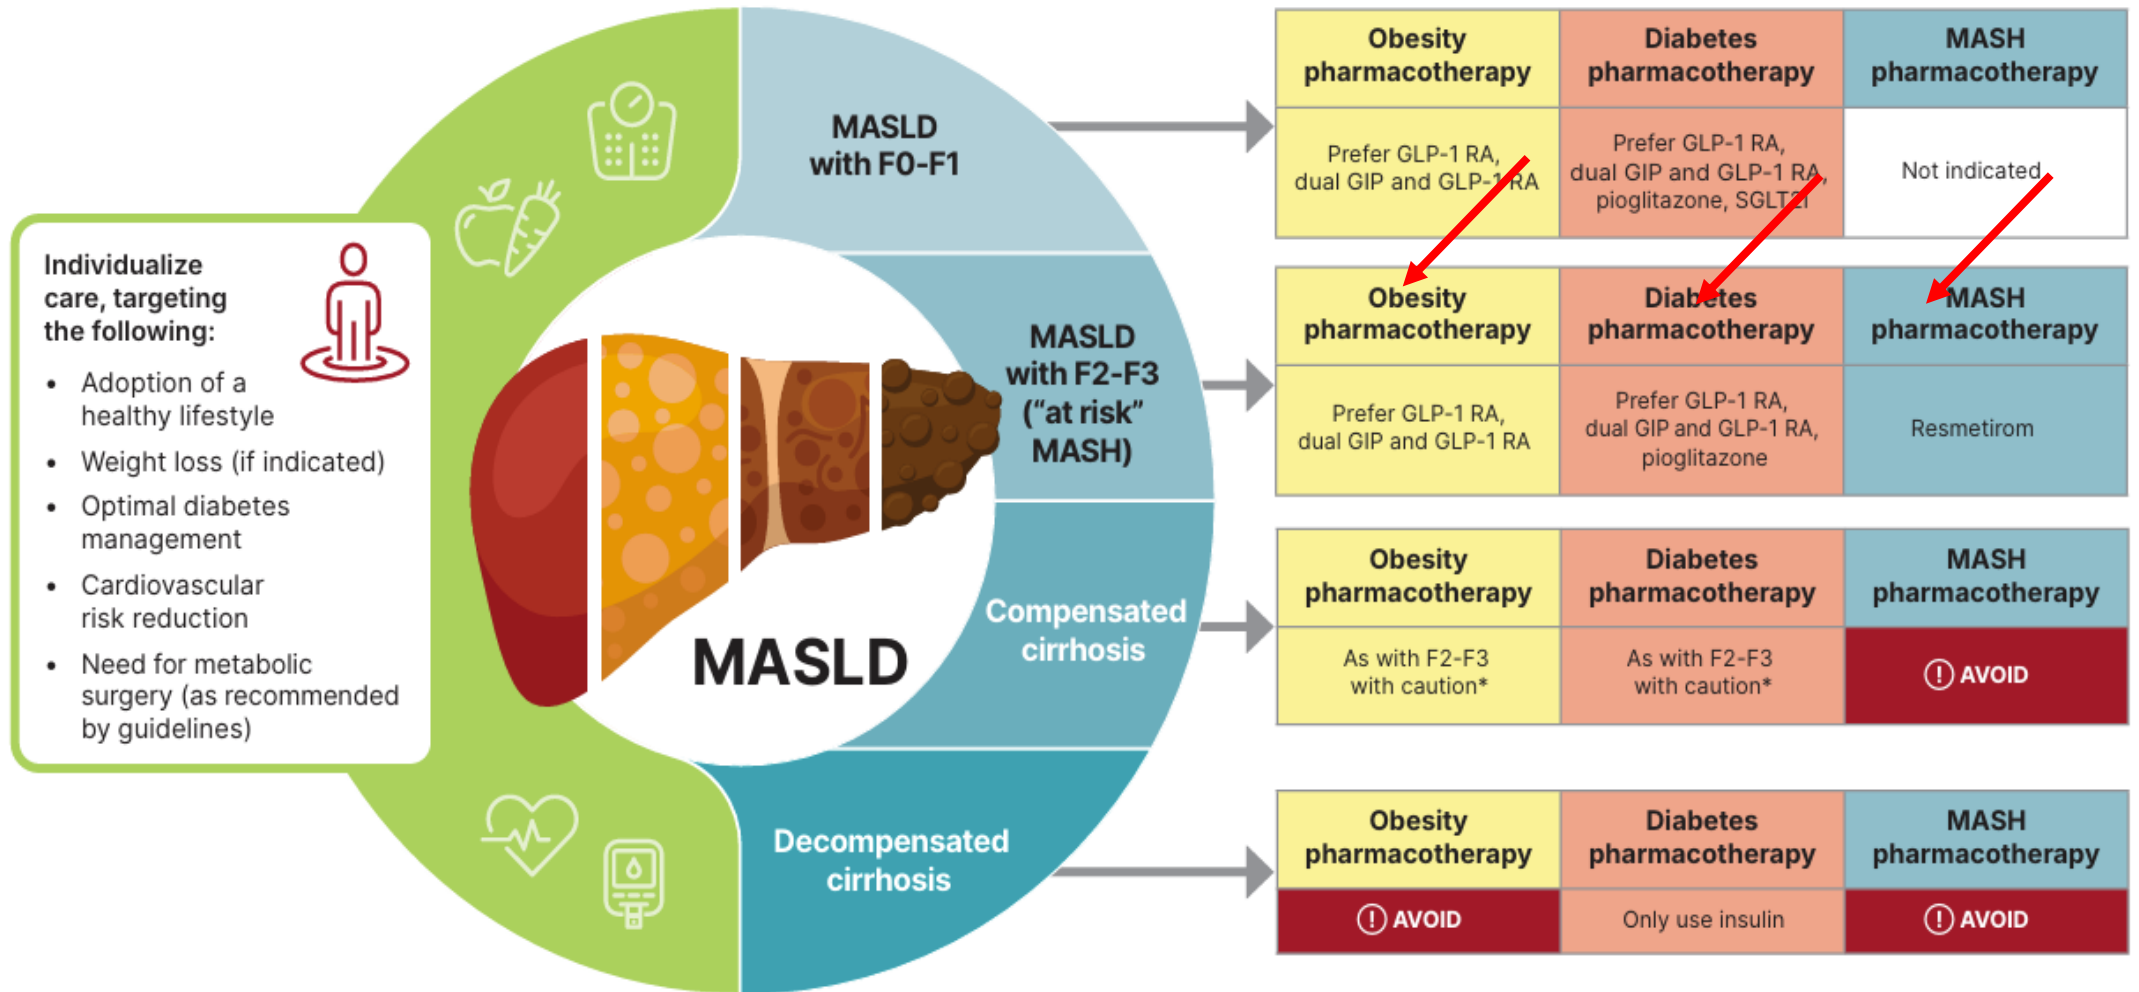 Individualize
care, targeting
the following:
• Adoption of a
healthy lifestyle
• Weight loss (if indicated)
• Optimal diabetes
management
• Cardiovascular
risk reduction
• Need for metabolic
surgery (as recommended
by guidelines)
MASLD
MASLD
with F0-F1
MASLD
with F2-F3
("at risk"
MASH)
Compensated
cirrhosis
Decompensated
cirrhosis
Obesity
pharmacotherapy
Diabetes
pharmacotherapy
MASH
pharmacotherapy
Prefer GLP-1 RA,
dual GIP and GLP-1 RA
Prefer GLP-1 RA,
dual GIP and GLP-1 RA,
pioglitazone, SGLT2i
Not indicated
Obesity
pharmacotherapy
Diabetes
pharmacotherapy
MASH
pharmacotherapy
Prefer GLP-1 RA,
dual GIP and GLP-1 RA
Prefer GLP-1 RA,
dual GIP and GLP-1 RA,
pioglitazone
Resmetirom
Obesity
pharmacotherapy
Diabetes
pharmacotherapy
MASH
pharmacotherapy
As with F2-F3
with caution*
As with F2-F3
with caution*
! AVOID
Obesity
pharmacotherapy
Diabetes
pharmacotherapy
MASH
pharmacotherapy
! AVOID
Only use insulin
! AVOID